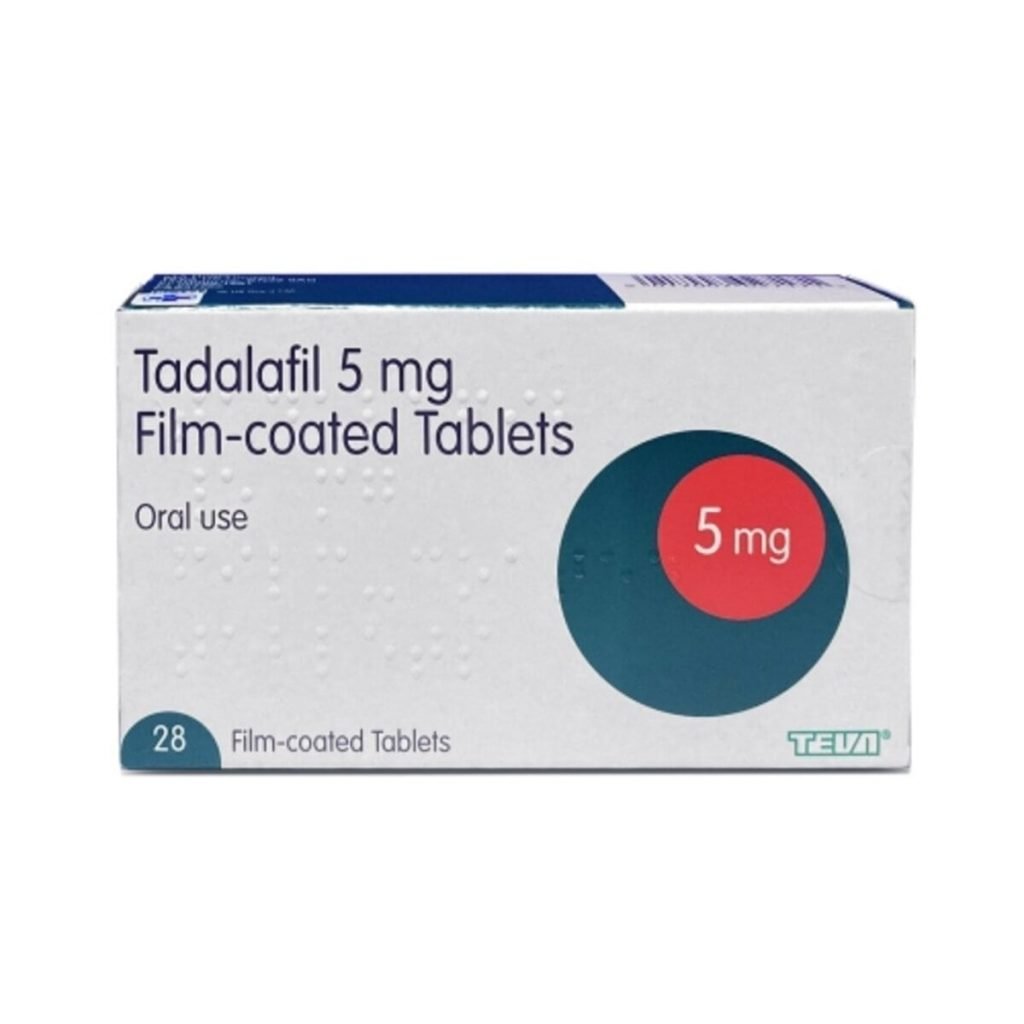 Tadalafil 5 mg
Film-coated Tablets
Oral use
5 mg
28 Film-coated Tablets
TEVA®